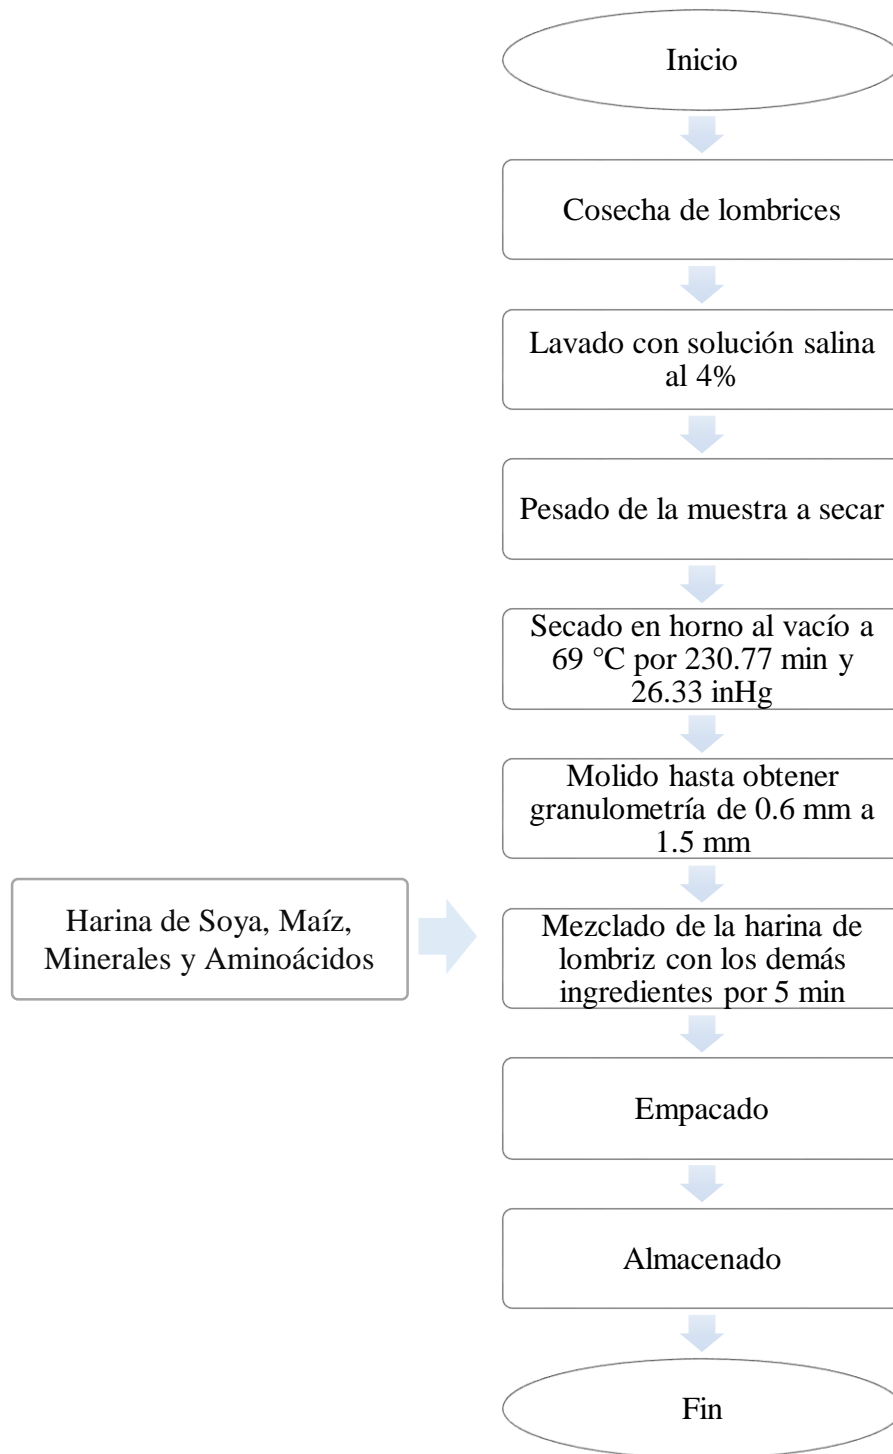 Inicio
Cosecha de lombrices
Lavado con solución salina
al 4%
Pesado de la muestra a secar
Secado en horno al vacío a
69 °C por 230.77 min y
26.33 inHg
Molido hasta obtener
granulometría de 0.6 mm a
1.5 mm
Harina de Soya, Maíz,
Minerales y Aminoácidos
Mezclado de la harina de
lombriz con los demás
ingredientes por 5 min
Empacado
Almacenado
Fin